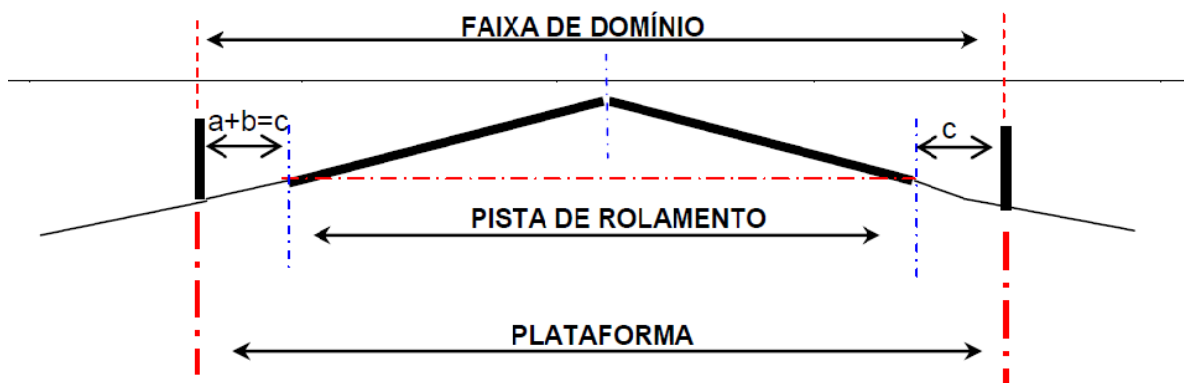 FAIXA DE DOMÍNIO
a+b=c
c
PISTA DE ROLAMENTO
PLATAFORMA